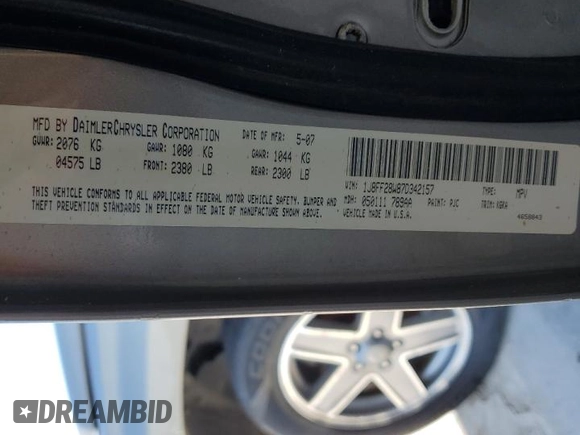 MFD BY DAIMLERCHRYSLER CORPORATION DATE OF MFR: 5-07
GVWR: 2076 KG GAWR: 1080 KG GAWR: 1044 KG
04575 LB FRONT: 2380 LB REAR: 2300 LB
THIS VEHICLE CONFORMS TO ALL APPLICABLE FEDERAL MOTOR VEHICLE SAFETY, BUMPER AND
THEFT PREVENTION STANDARDS IN EFFECT ON THE DATE OF MANUFACTURE SHOWN ABOVE.
VIN: 1J8FF28W87D342157 TYPE: MPV
MDH: 050111 789AA PAINT: PJC TRIM: KBKA
VEHICLE MADE IN U.S.A.
DREAMBID